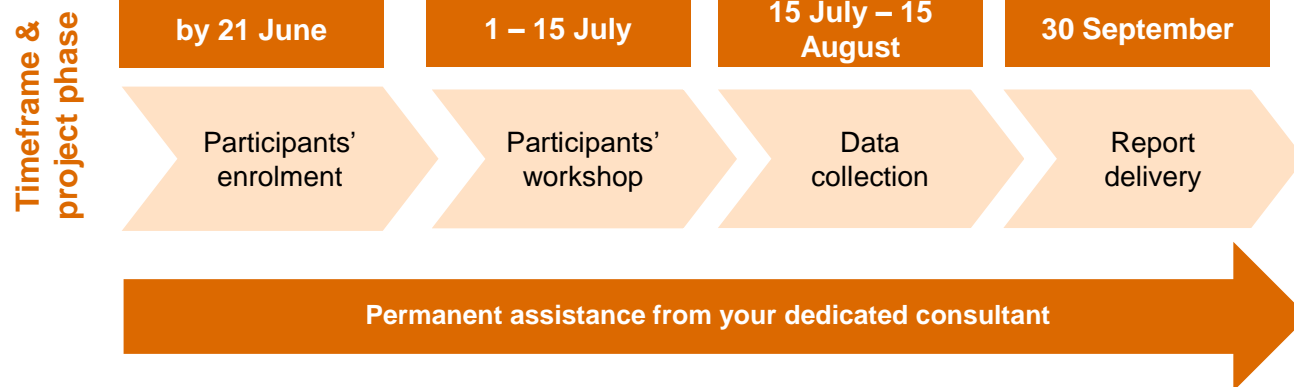 Timeframe &
project phase
by 21 June
1 – 15 July
15 July – 15
August
30 September
Participants’
enrolment
Participants’
workshop
Data
collection
Report
delivery
Permanent assistance from your dedicated consultant